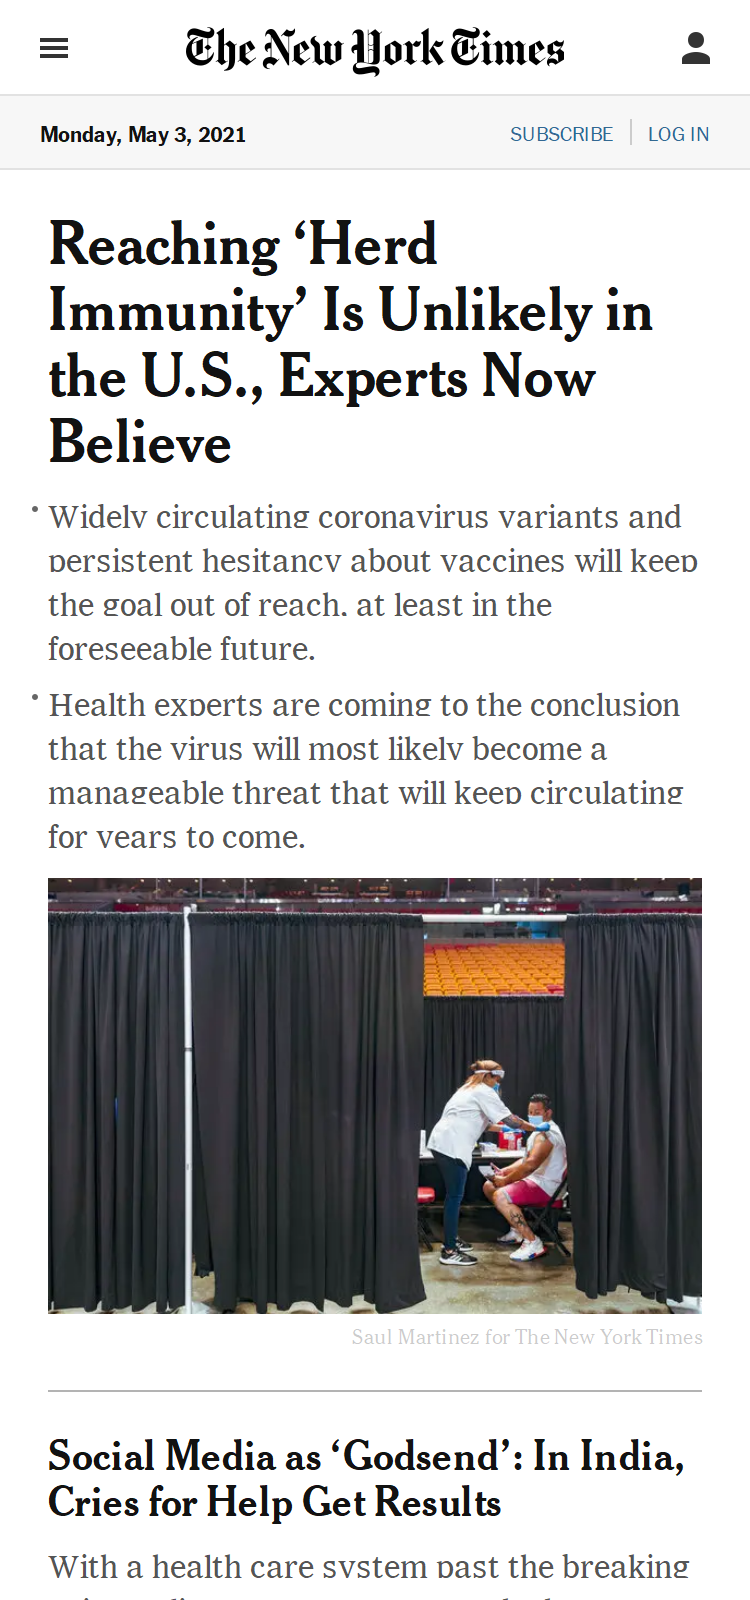 The New York Times
Monday, May 3, 2021
SUBSCRIBE
LOG IN
Reaching ‘Herd
Immunity’ Is Unlikely in
the U.S., Experts Now
Believe
• Widely circulating coronavirus variants and
persistent hesitancy about vaccines will keep
the goal out of reach, at least in the
foreseeable future.
• Health experts are coming to the conclusion
that the virus will most likely become a
manageable threat that will keep circulating
for years to come.
Saul Martinez for The New York Times
Social Media as ‘Godsend’: In India,
Cries for Help Get Results
With a health care system past the breaking